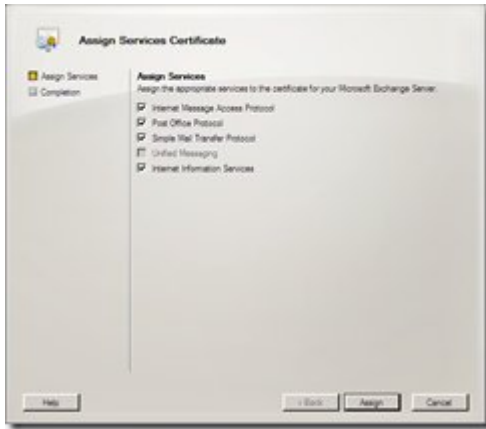 Assign Services Certificate
Assign Services
Completion
Assign Services
Assign the appropriate services to the certificate for your Microsoft Exchange Server.
Internet Message Access Protocol
Post Office Protocol
Simple Mail Transfer Protocol
Unified Messaging
Internet Information Services
Help
< Back
Assign
Cancel